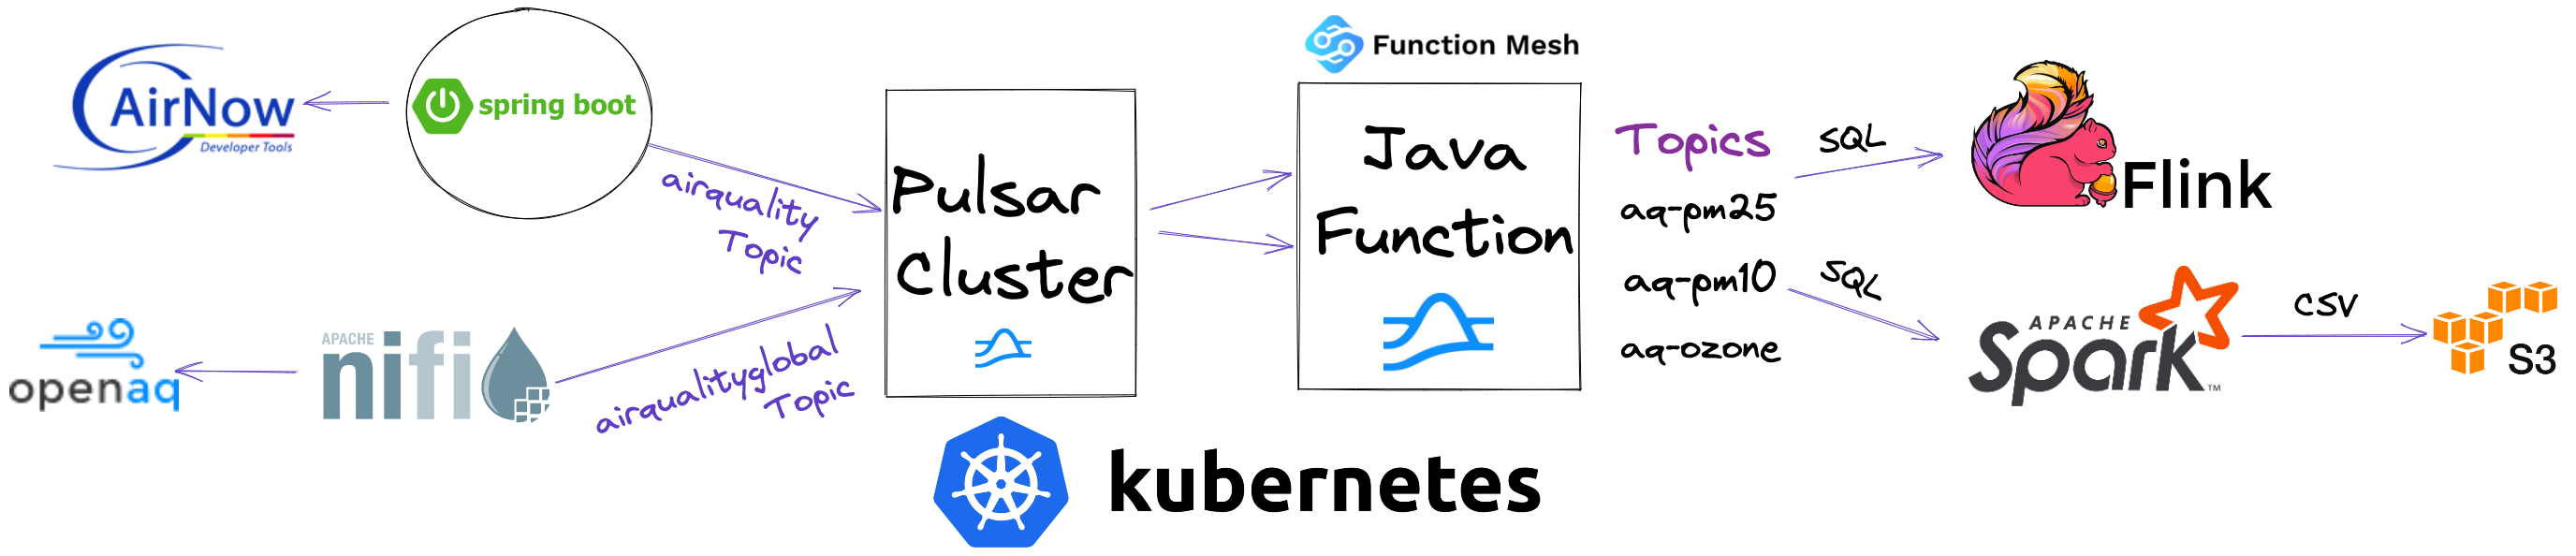 AirNow
Developer Tools
spring boot
airquality
Topic
openaq
APACHE
nifi
airqualityglobal
Topic
Pulsar
Cluster
Function Mesh
Java
Function
Topics
aq-pm25
aq-pm10
aq-ozone
SQL
SQL
Flink
APACHE
Spark™
CSV
S3
kubernetes